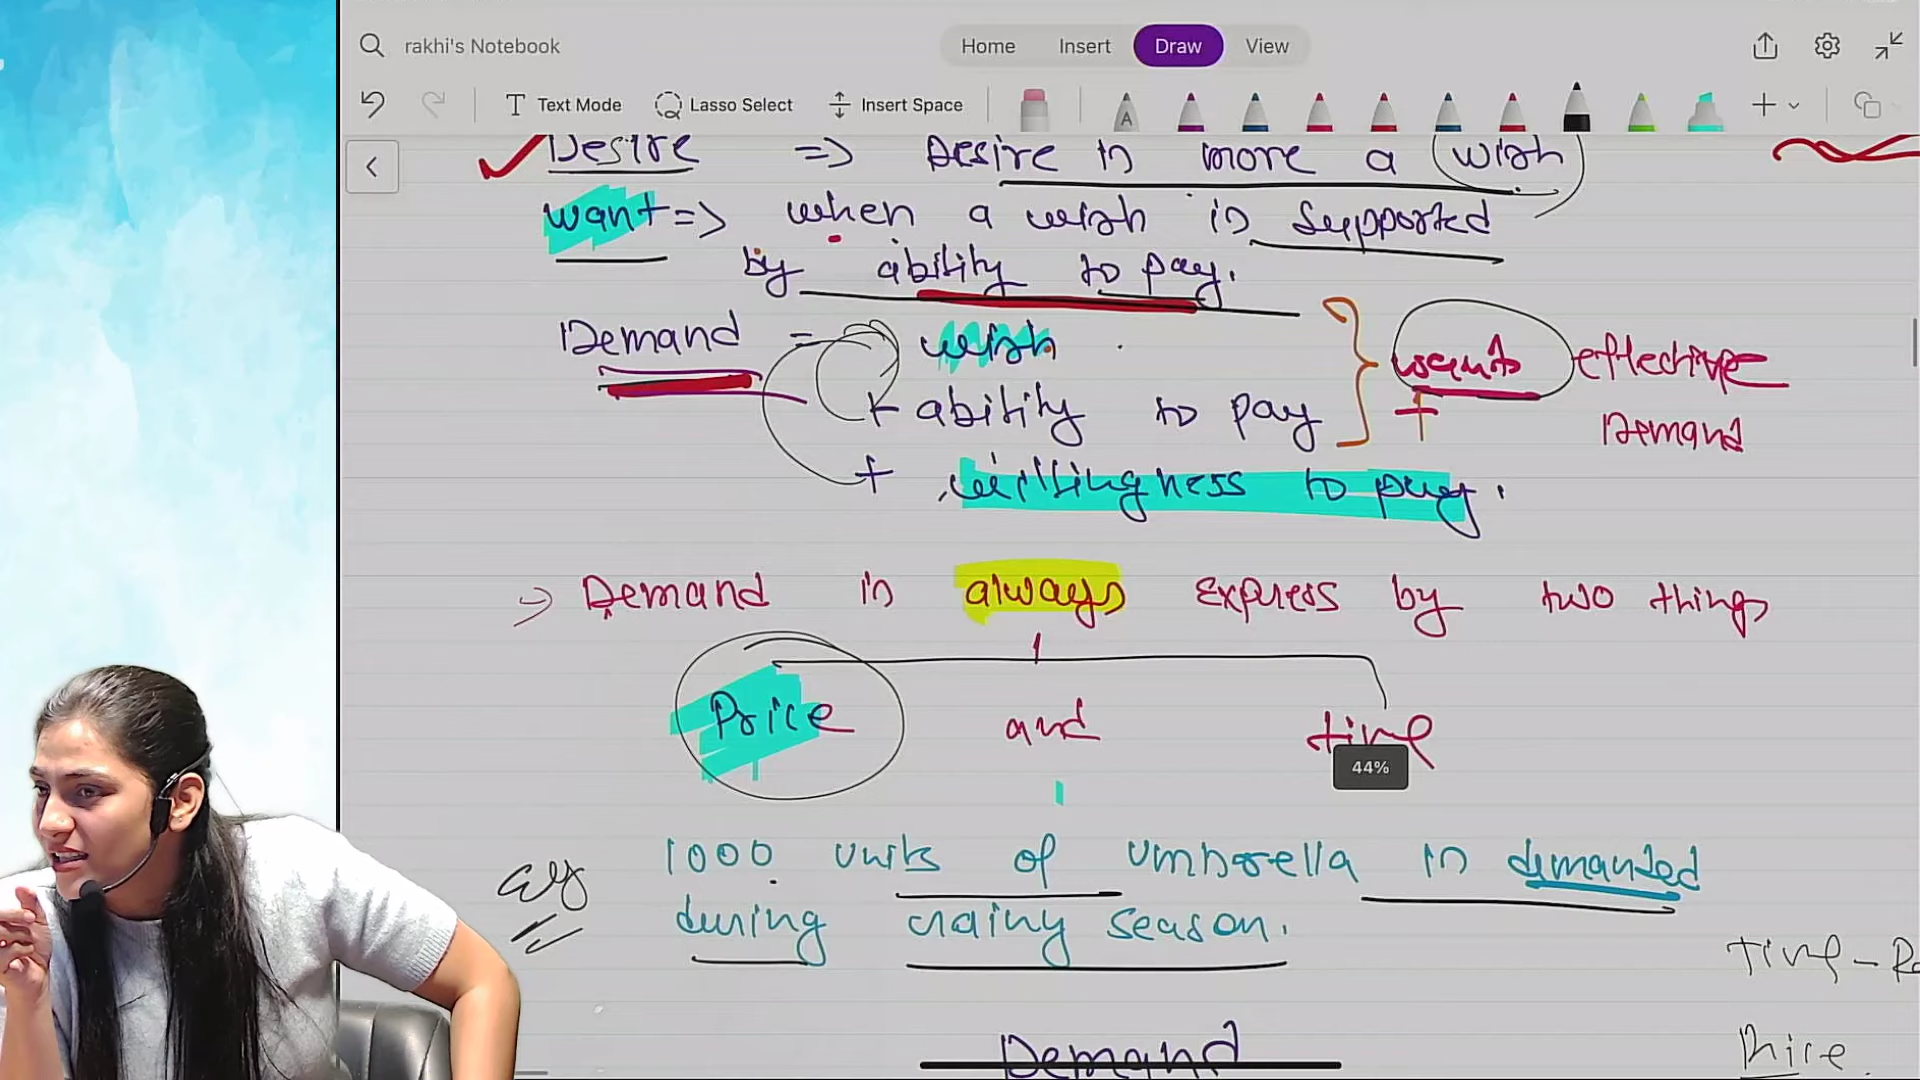 rakhi's Notebook
Home Insert Draw View
Text Mode Lasso Select Insert Space
A
Desire => Desire is more a wish
want => when a wish is supported
by ability to pay.
Demand = wish
+ ability to pay
+ willingness to pay.
wants effective
+ Demand
=> Demand is always express by two things
Price and time
44%
eg 1000 units of umbrella is demanded
during rainy season.
Time - Ra
Demand
Price